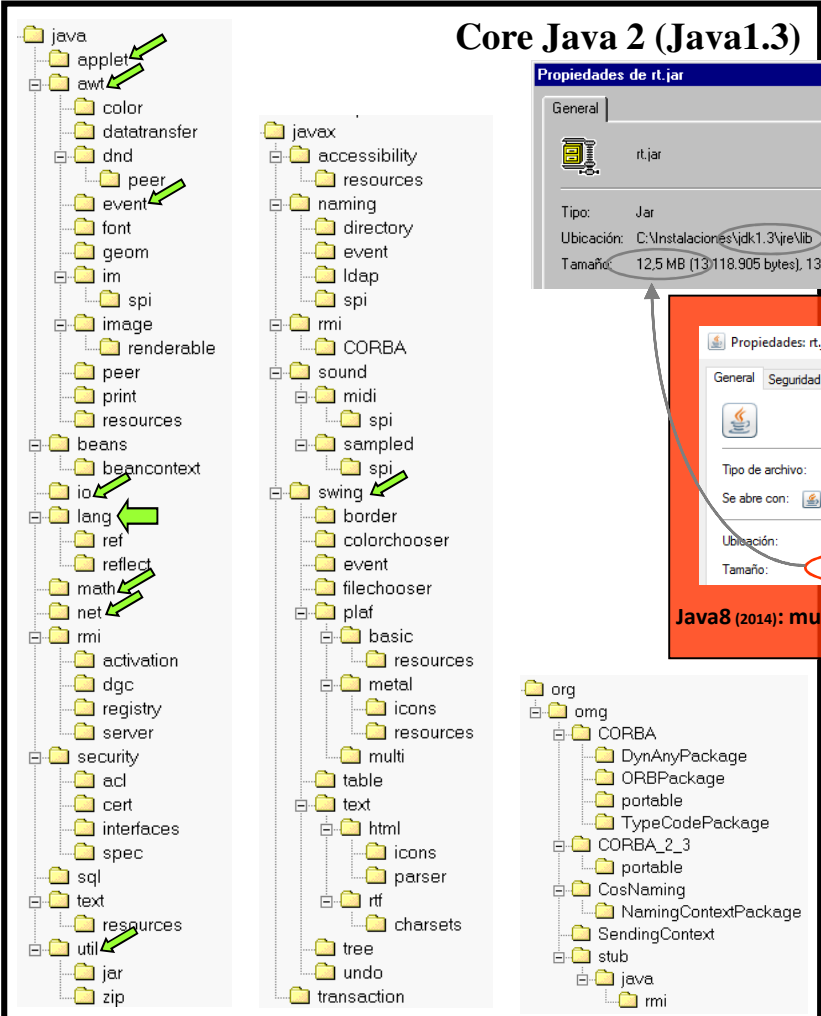 Core Java 2 (Java1.3)
java
applet
awt
color
datatransfer
dnd
peer
event
font
geom
im
spi
image
renderable
peer
print
resources
beans
beancontext
io
lang
ref
reflect
math
net
rmi
activation
dgc
registry
server
security
acl
cert
interfaces
spec
sql
text
resources
util
jar
zip
javax
accessibility
resources
naming
directory
event
ldap
spi
rmi
CORBA
sound
midi
spi
sampled
spi
swing
border
colorchooser
event
filechooser
plaf
basic
resources
metal
icons
resources
multi
table
text
html
icons
parser
rtf
charsets
tree
undo
transaction
Propiedades de rt.jar
General
rt.jar
Tipo: Jar
Ubicación: C:\Instalaciones\jdk1.3\jre\lib
Tamaño: 12,5 MB (13.118.905 bytes), 13
Propiedades: rt.
General Seguridad
Tipo de archivo:
Se abre con:
Ubicación:
Tamaño:
Java8 (2014): mu
org
omg
CORBA
DynAnyPackage
ORBPackage
portable
TypeCodePackage
CORBA_2_3
portable
CosNaming
NamingContextPackage
SendingContext
stub
java
rmi